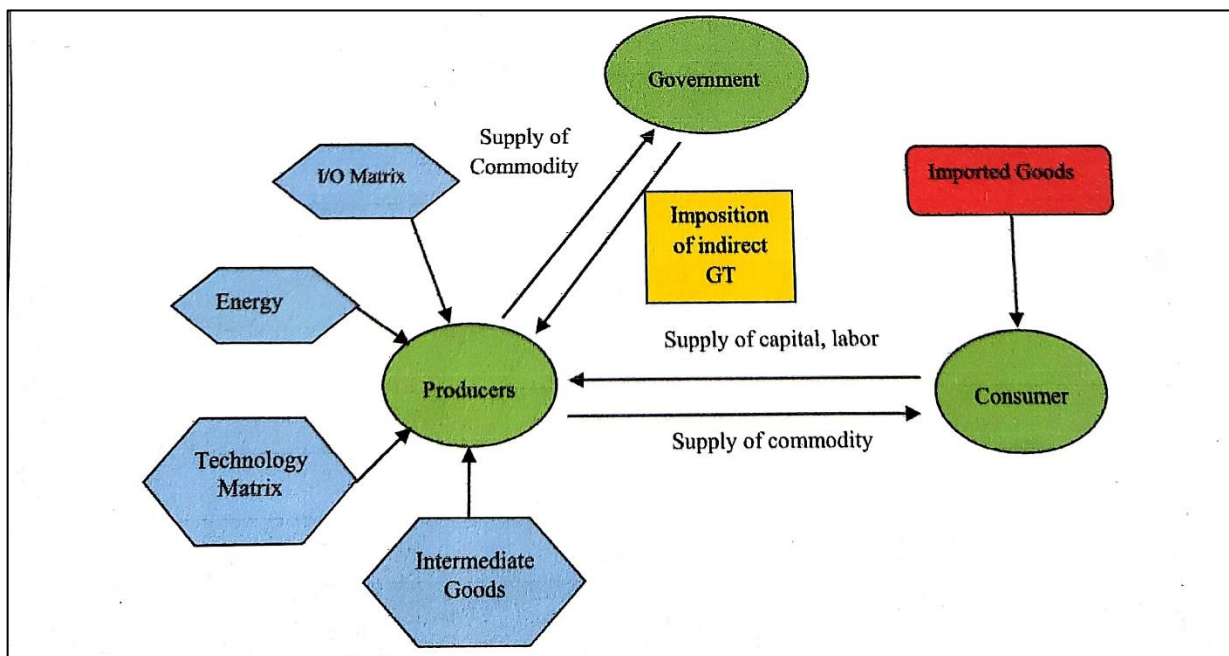 Government
Supply of
Commodity
I/O Matrix
Imported Goods
Imposition
of indirect
GT
Energy
Supply of capital, labor
Producers
Consumer
Supply of commodity
Technology
Matrix
Intermediate
Goods